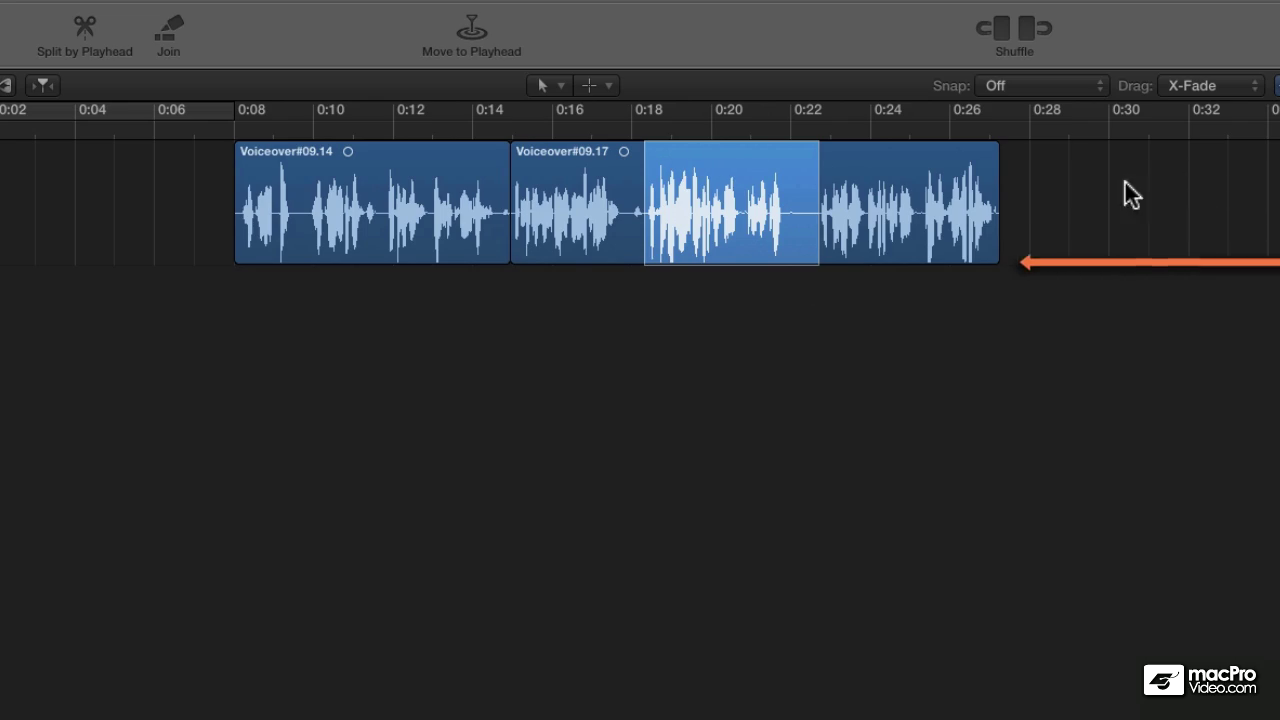 Split by Playhead
Join
Move to Playhead
Shuffle
Snap: Off
Drag: X-Fade
0:02 0:04 0:06 0:08 0:10 0:12 0:14 0:16 0:18 0:20 0:22 0:24 0:26 0:28 0:30 0:32 0
Voiceover#09.14
Voiceover#09.17
macPro
Video.com